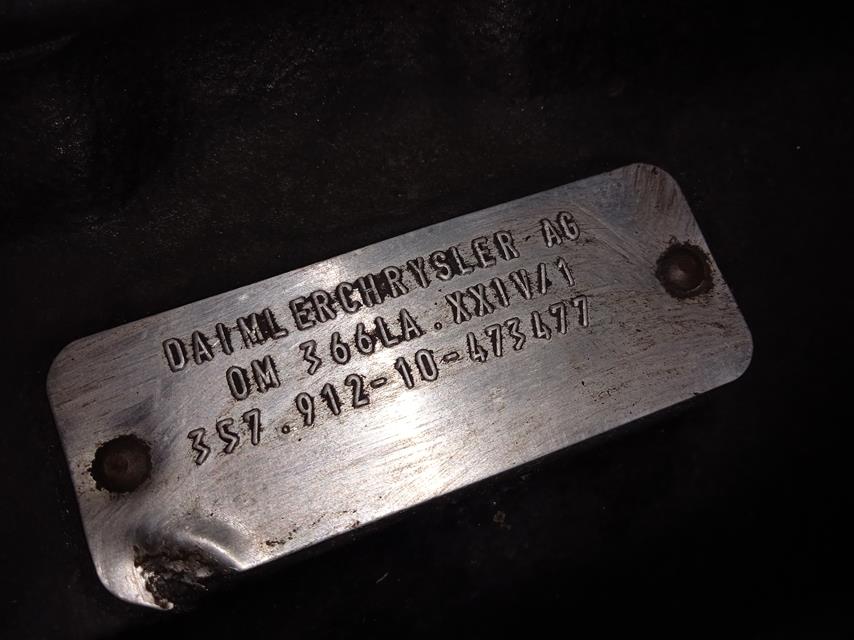 DAIMLERCHRYSLER AG
OM 366LA.XXIV/1
357.912-10-473477